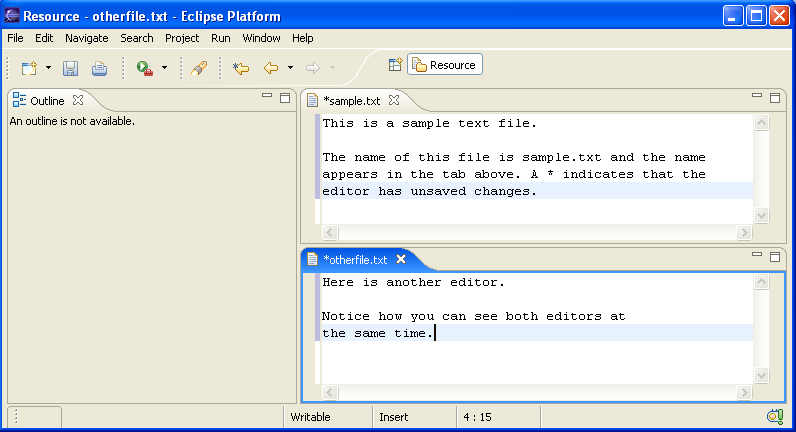 Resource - otherfile.txt - Eclipse Platform
File Edit Navigate Search Project Run Window Help
Resource
Outline
An outline is not available.
*sample.txt
This is a sample text file.
The name of this file is sample.txt and the name
appears in the tab above. A * indicates that the
editor has unsaved changes.
*otherfile.txt
Here is another editor.
Notice how you can see both editors at
the same time.
Writable Insert 4 : 15